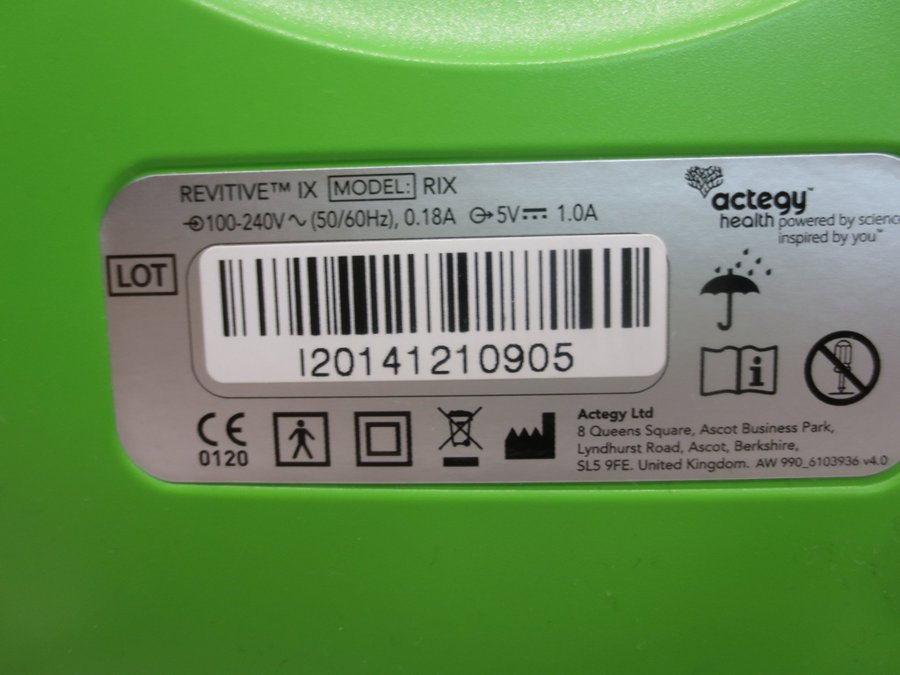 REVITIVE™ IX MODEL: RIX
100-240V ~ (50/60Hz), 0.18A 5V⎓ 1.0A
actegy™
health powered by science
inspired by you™
LOT
I20141210905
i
CE
0120
Actegy Ltd
8 Queens Square, Ascot Business Park,
Lyndhurst Road, Ascot, Berkshire,
SL5 9FE. United Kingdom. AW 990_6103936 v4.0